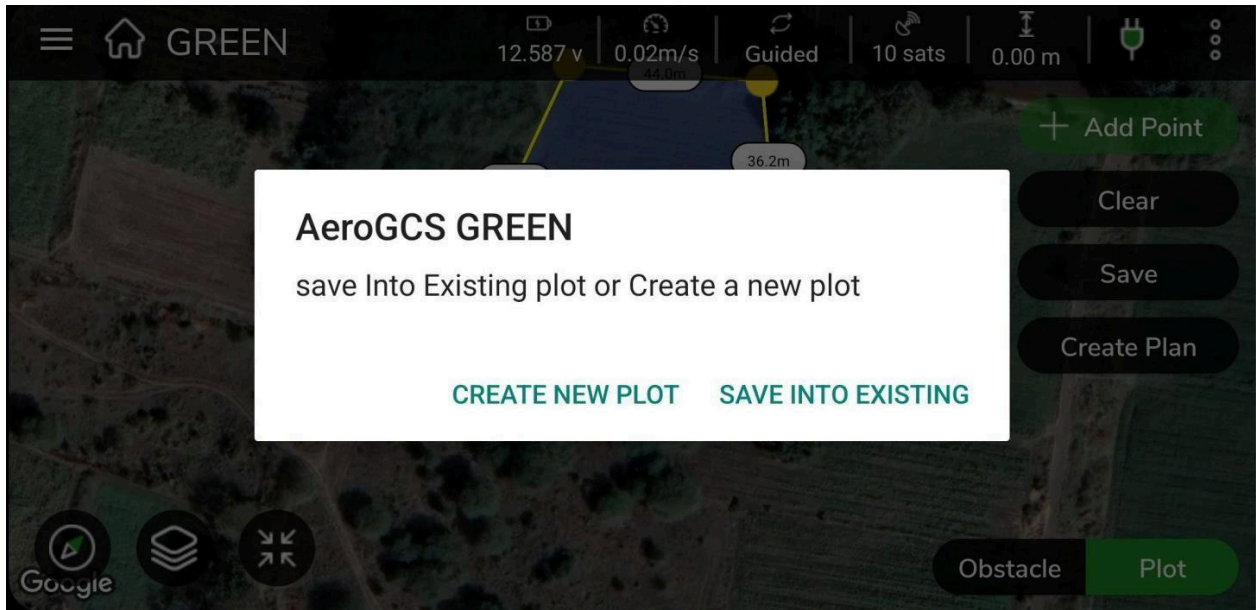 GREEN
12.587 v
0.02m/s
Guided
10 sats
0.00 m
44.0m
36.2m
+ Add Point
Clear
Save
Create Plan
AeroGCS GREEN
save Into Existing plot or Create a new plot
CREATE NEW PLOT SAVE INTO EXISTING
Google
Obstacle Plot